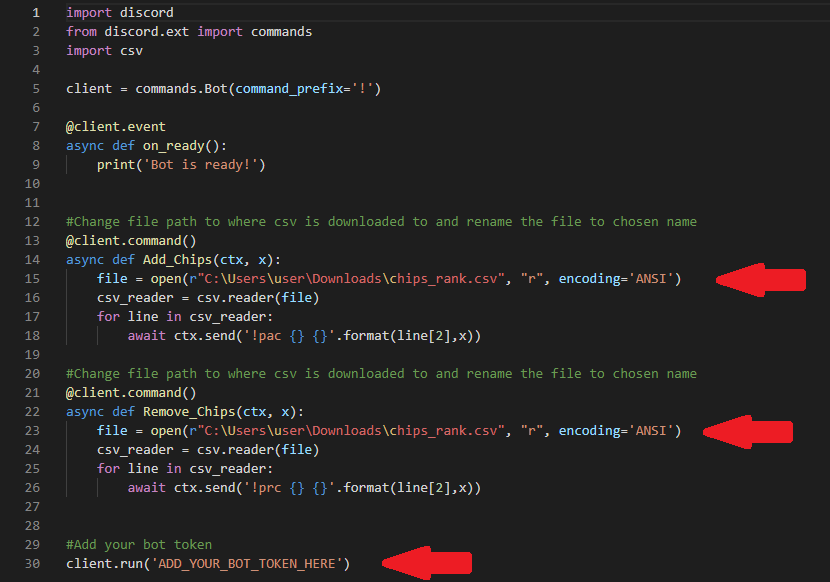 1 import discord
2 from discord.ext import commands
3 import csv
4
5 client = commands.Bot(command_prefix='!')
6
7 @client.event
8 async def on_ready():
9     print('Bot is ready!')
10
11
12 #Change file path to where csv is downloaded to and rename the file to chosen name
13 @client.command()
14 async def Add_Chips(ctx, x):
15     file = open(r"C:\Users\user\Downloads\chips_rank.csv", "r", encoding='ANSI')
16     csv_reader = csv.reader(file)
17     for line in csv_reader:
18         await ctx.send('!pac {} {}'.format(line[2],x))
19
20 #Change file path to where csv is downloaded to and rename the file to chosen name
21 @client.command()
22 async def Remove_Chips(ctx, x):
23     file = open(r"C:\Users\user\Downloads\chips_rank.csv", "r", encoding='ANSI')
24     csv_reader = csv.reader(file)
25     for line in csv_reader:
26         await ctx.send('!prc {} {}'.format(line[2],x))
27
28
29 #Add your bot token
30 client.run('ADD_YOUR_BOT_TOKEN_HERE')